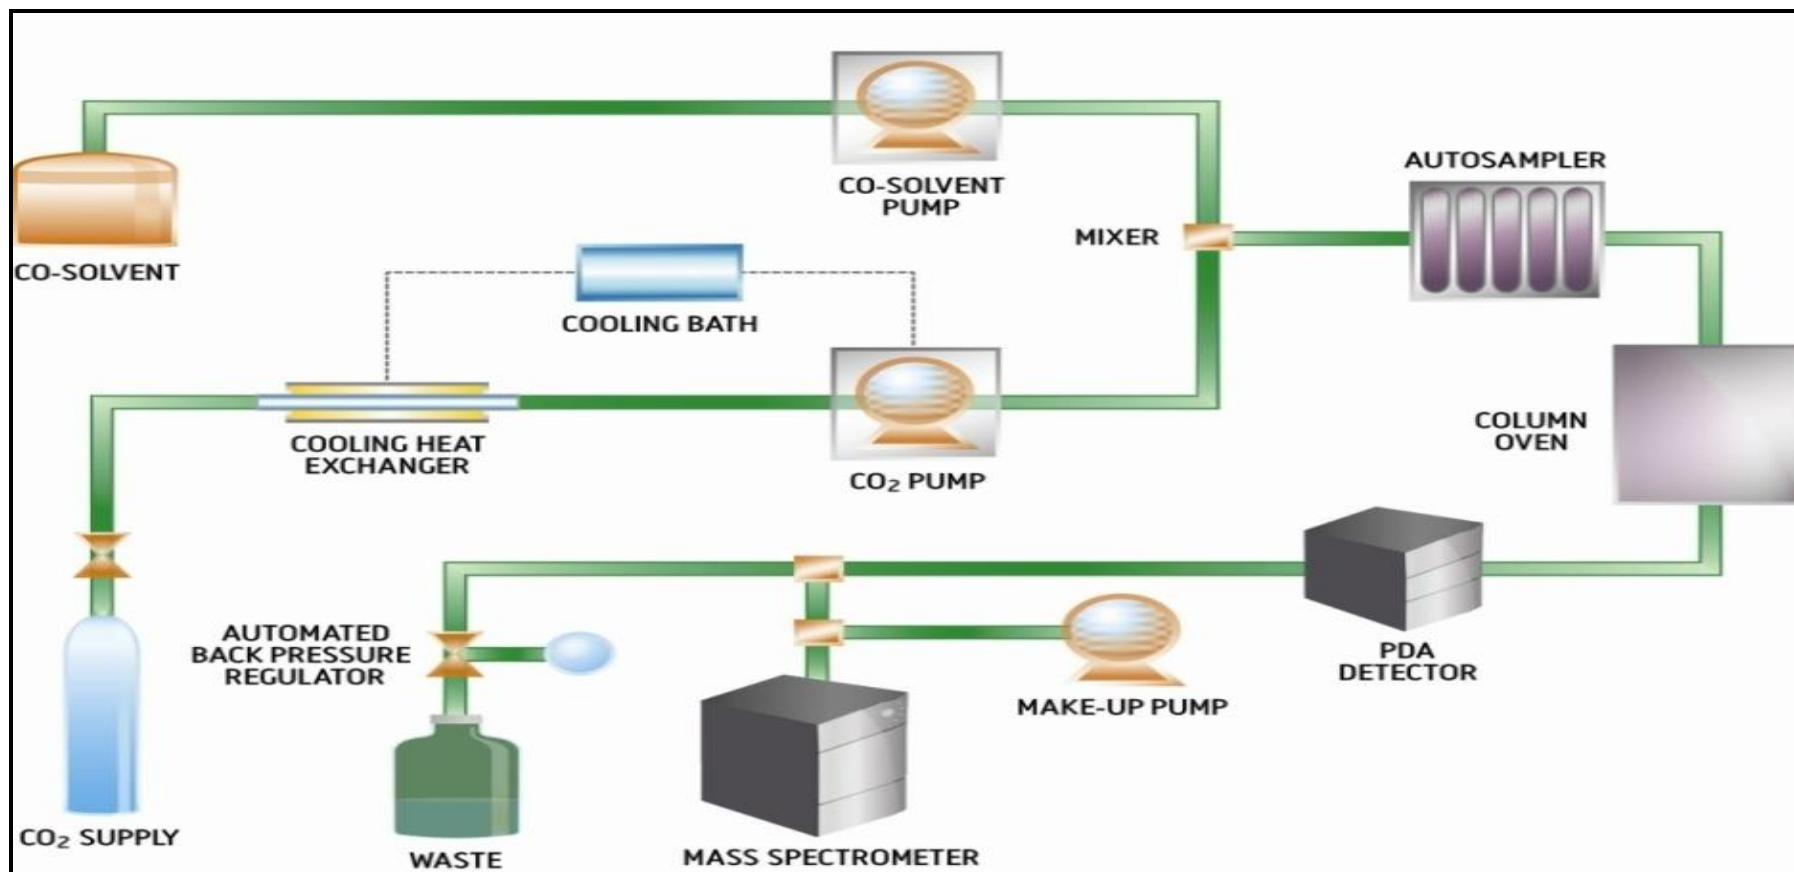 CO-SOLVENT
PUMP
AUTOSAMPLER
MIXER
CO-SOLVENT
COOLING BATH
COOLING HEAT
EXCHANGER
CO₂ PUMP
COLUMN
OVEN
AUTOMATED
BACK PRESSURE
REGULATOR
PDA
DETECTOR
MAKE-UP PUMP
CO₂ SUPPLY
WASTE
MASS SPECTROMETER